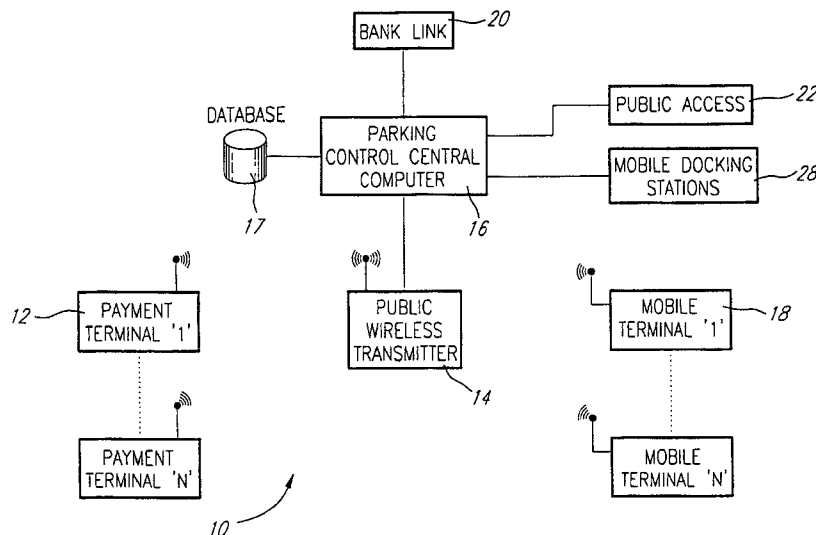 20
BANK LINK
22
PUBLIC ACCESS
DATABASE
PARKING
CONTROL CENTRAL
COMPUTER
MOBILE DOCKING
STATIONS
28
17
16
12
PAYMENT
TERMINAL '1'
PUBLIC
WIRELESS
TRANSMITTER
14
MOBILE
TERMINAL '1'
18
PAYMENT
TERMINAL 'N'
MOBILE
TERMINAL 'N'
10